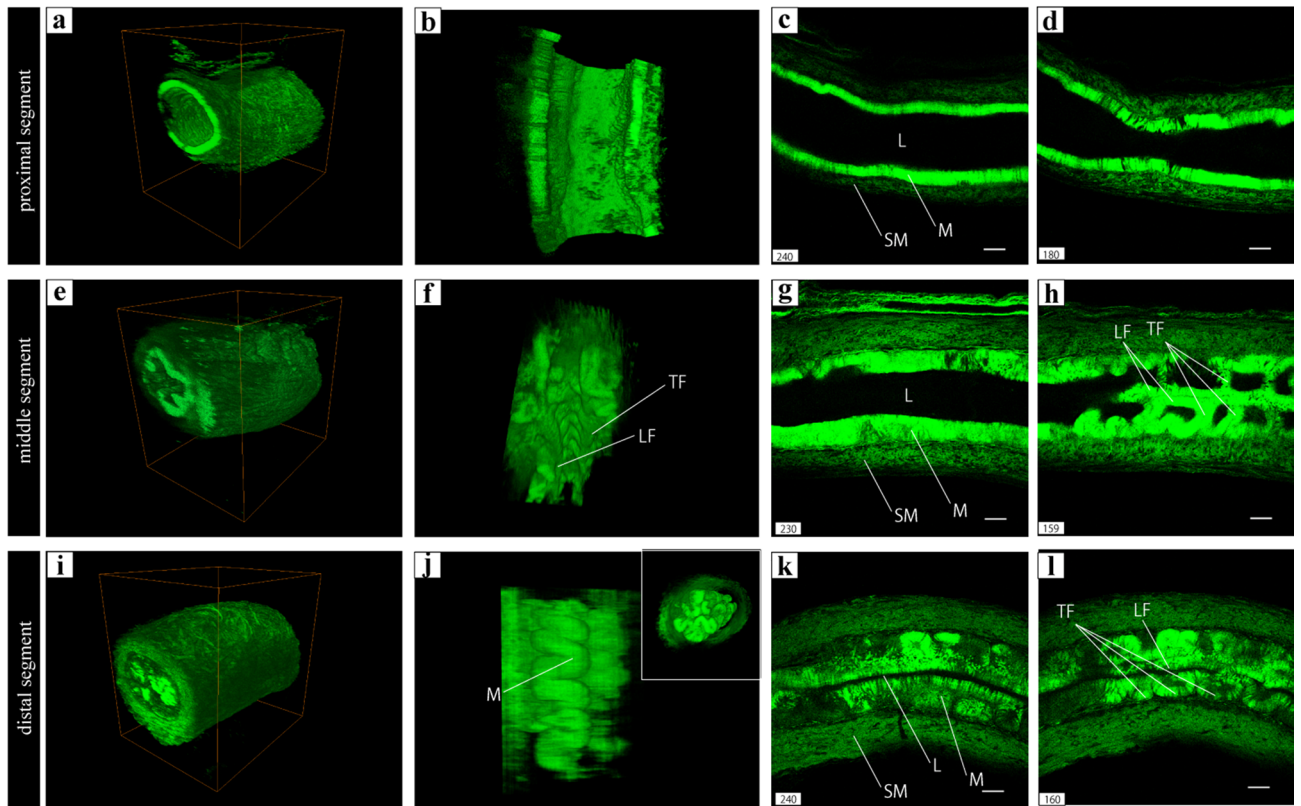 proximal segment
a
b
c
L
SM
M
240
d
180
middle segment
e
f
TF
LF
g
L
SM
M
230
h
LF
TF
159
distal segment
i
j
M
k
L
M
SM
240
l
TF
LF
160